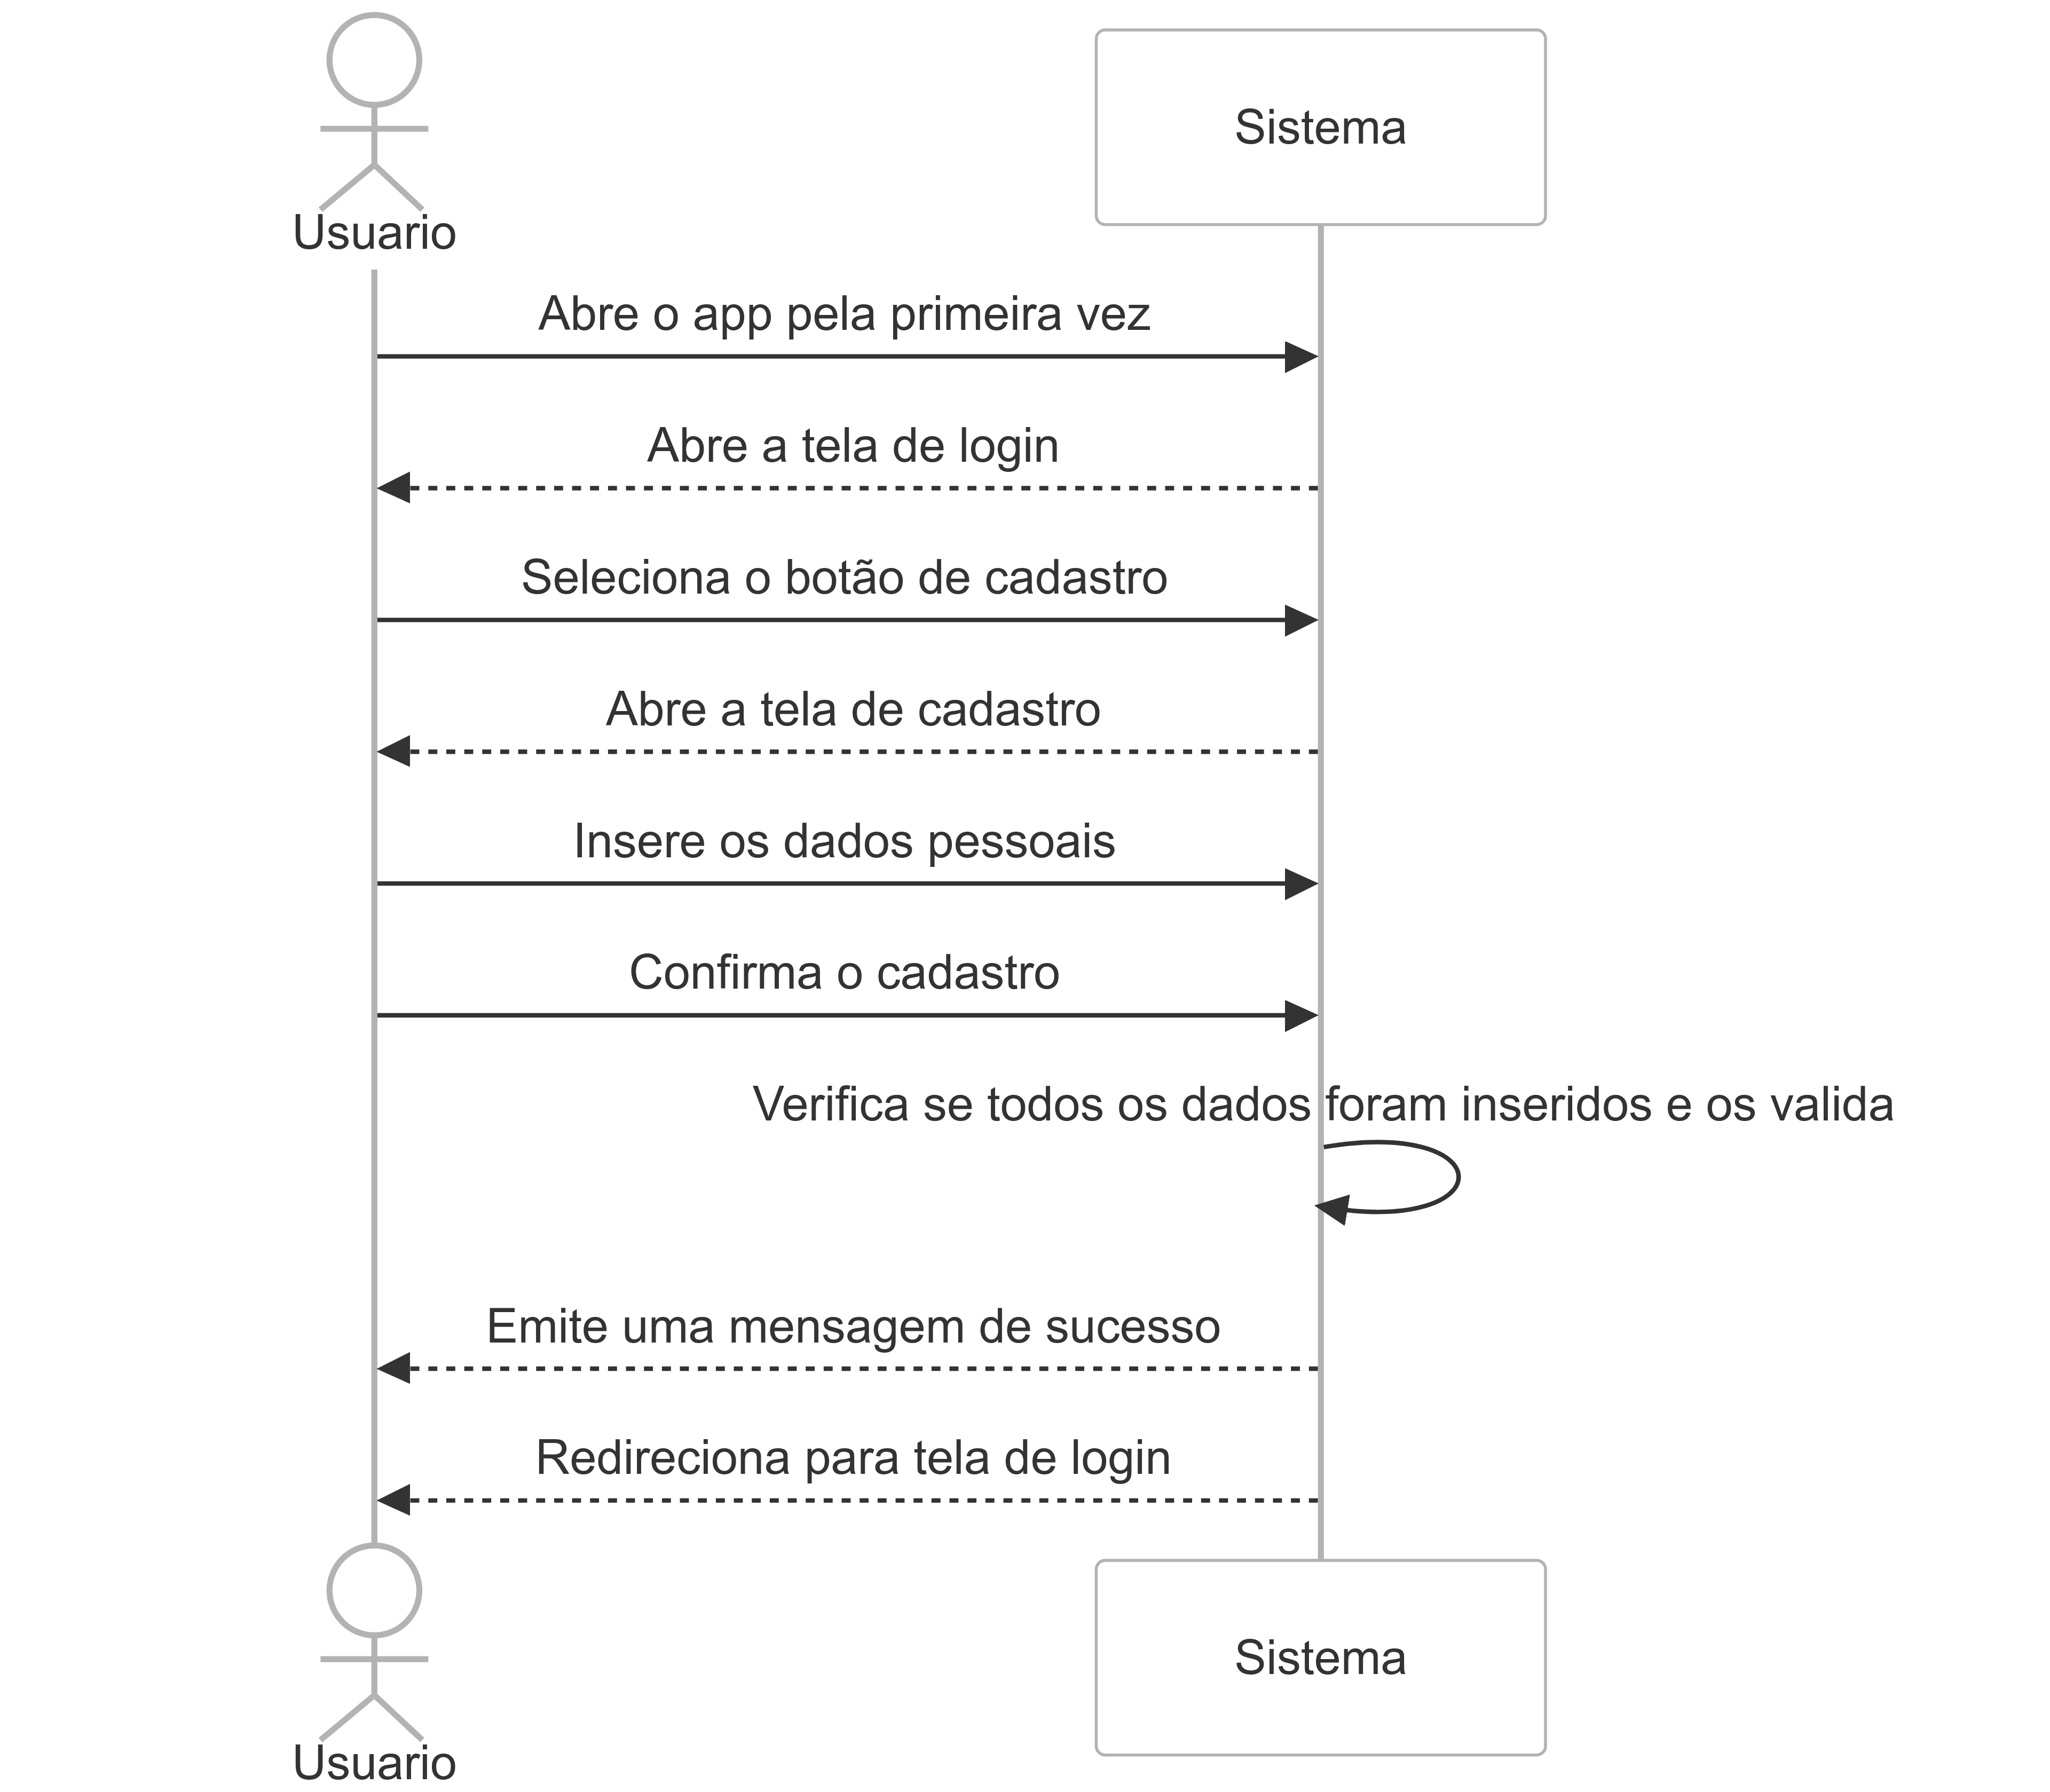 Usuario
Sistema
Abre o app pela primeira vez
Abre a tela de login
Seleciona o botão de cadastro
Abre a tela de cadastro
Insere os dados pessoais
Confirma o cadastro
Verifica se todos os dados foram inseridos e os valida
Emite uma mensagem de sucesso
Redireciona para tela de login
Usuario
Sistema